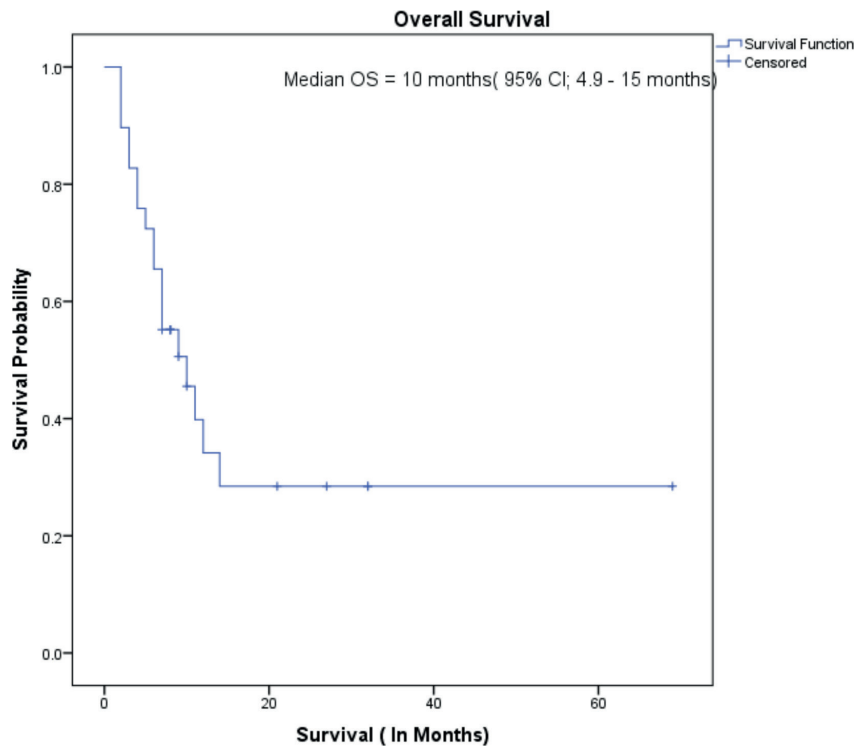 Overall Survival
Survival Function
Censored
Median OS = 10 months( 95% CI; 4.9 - 15 months)
1.0
0.8
0.6
0.4
0.2
0.0
Survival Probability
0 20 40 60
Survival ( In Months)